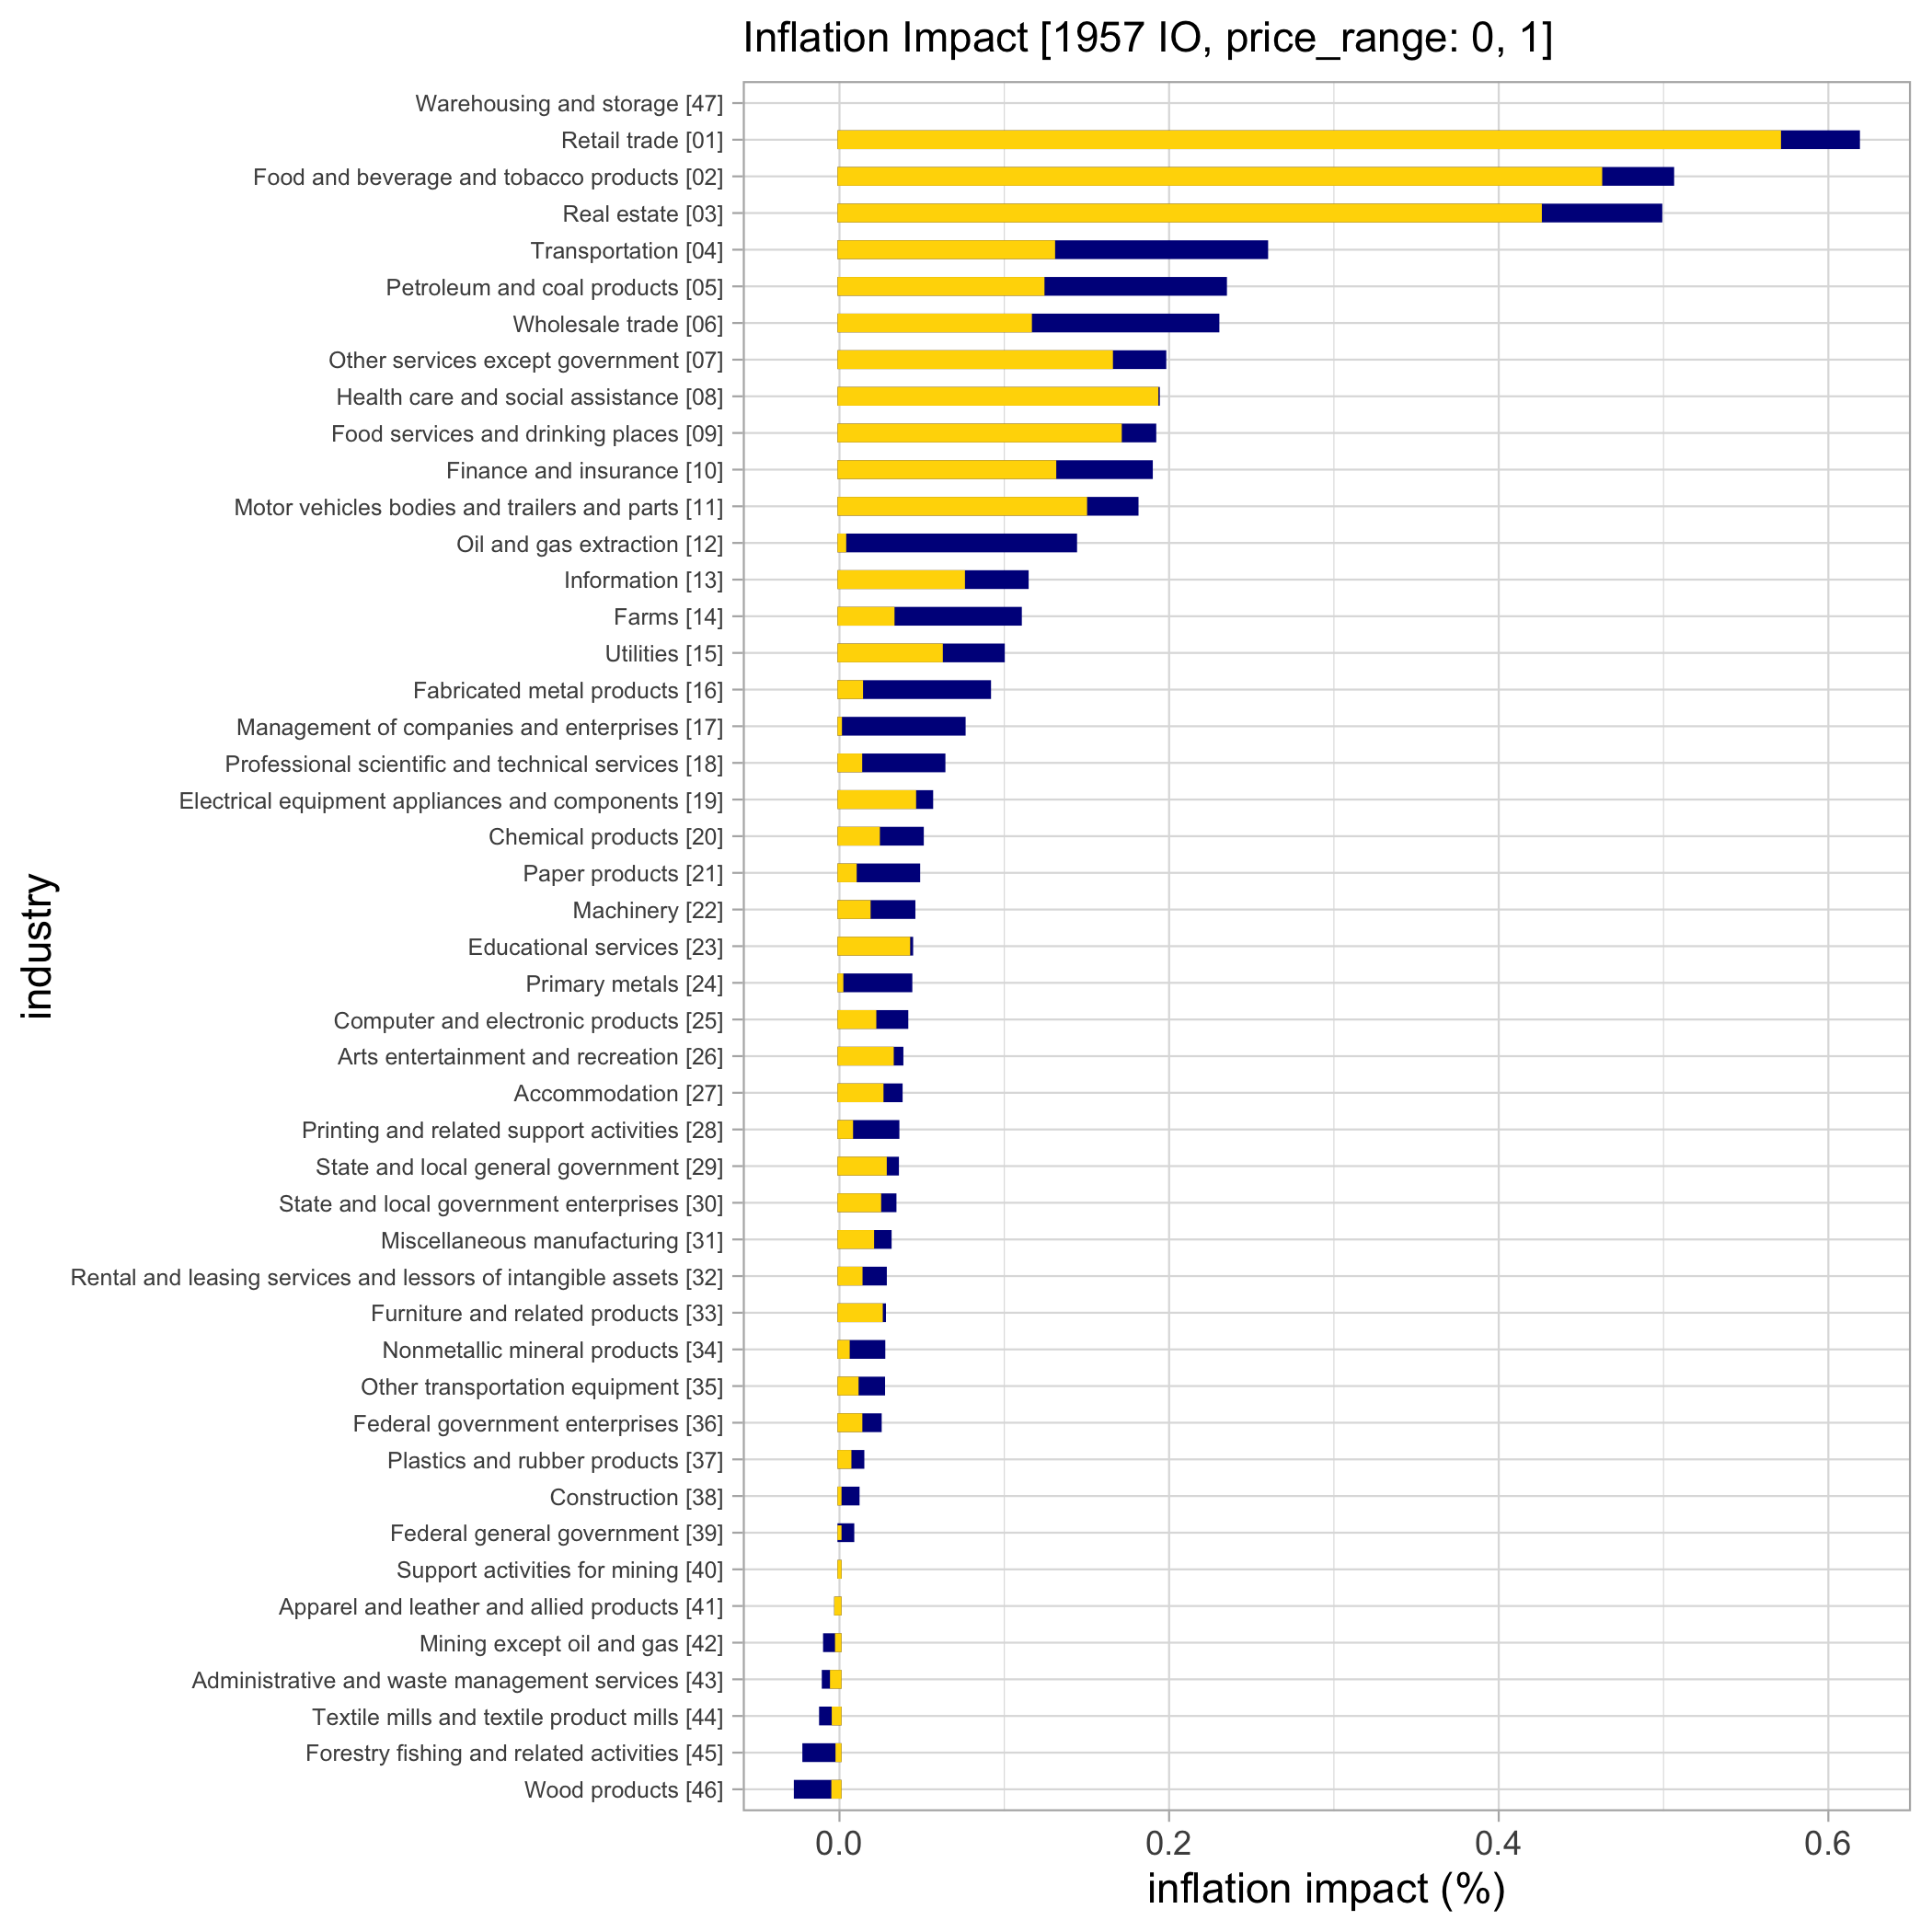 Inflation Impact [1957 IO, price_range: 0, 1]
Warehousing and storage [47]
Retail trade [01]
Food and beverage and tobacco products [02]
Real estate [03]
Transportation [04]
Petroleum and coal products [05]
Wholesale trade [06]
Other services except government [07]
Health care and social assistance [08]
Food services and drinking places [09]
Finance and insurance [10]
Motor vehicles bodies and trailers and parts [11]
Oil and gas extraction [12]
Information [13]
Farms [14]
Utilities [15]
Fabricated metal products [16]
Management of companies and enterprises [17]
Professional scientific and technical services [18]
Electrical equipment appliances and components [19]
Chemical products [20]
Paper products [21]
Machinery [22]
Educational services [23]
Primary metals [24]
Computer and electronic products [25]
Arts entertainment and recreation [26]
Accommodation [27]
Printing and related support activities [28]
State and local general government [29]
State and local government enterprises [30]
Miscellaneous manufacturing [31]
Rental and leasing services and lessors of intangible assets [32]
Furniture and related products [33]
Nonmetallic mineral products [34]
Other transportation equipment [35]
Federal government enterprises [36]
Plastics and rubber products [37]
Construction [38]
Federal general government [39]
Support activities for mining [40]
Apparel and leather and allied products [41]
Mining except oil and gas [42]
Administrative and waste management services [43]
Textile mills and textile product mills [44]
Forestry fishing and related activities [45]
Wood products [46]
industry
0.0 0.2 0.4 0.6
inflation impact (%)